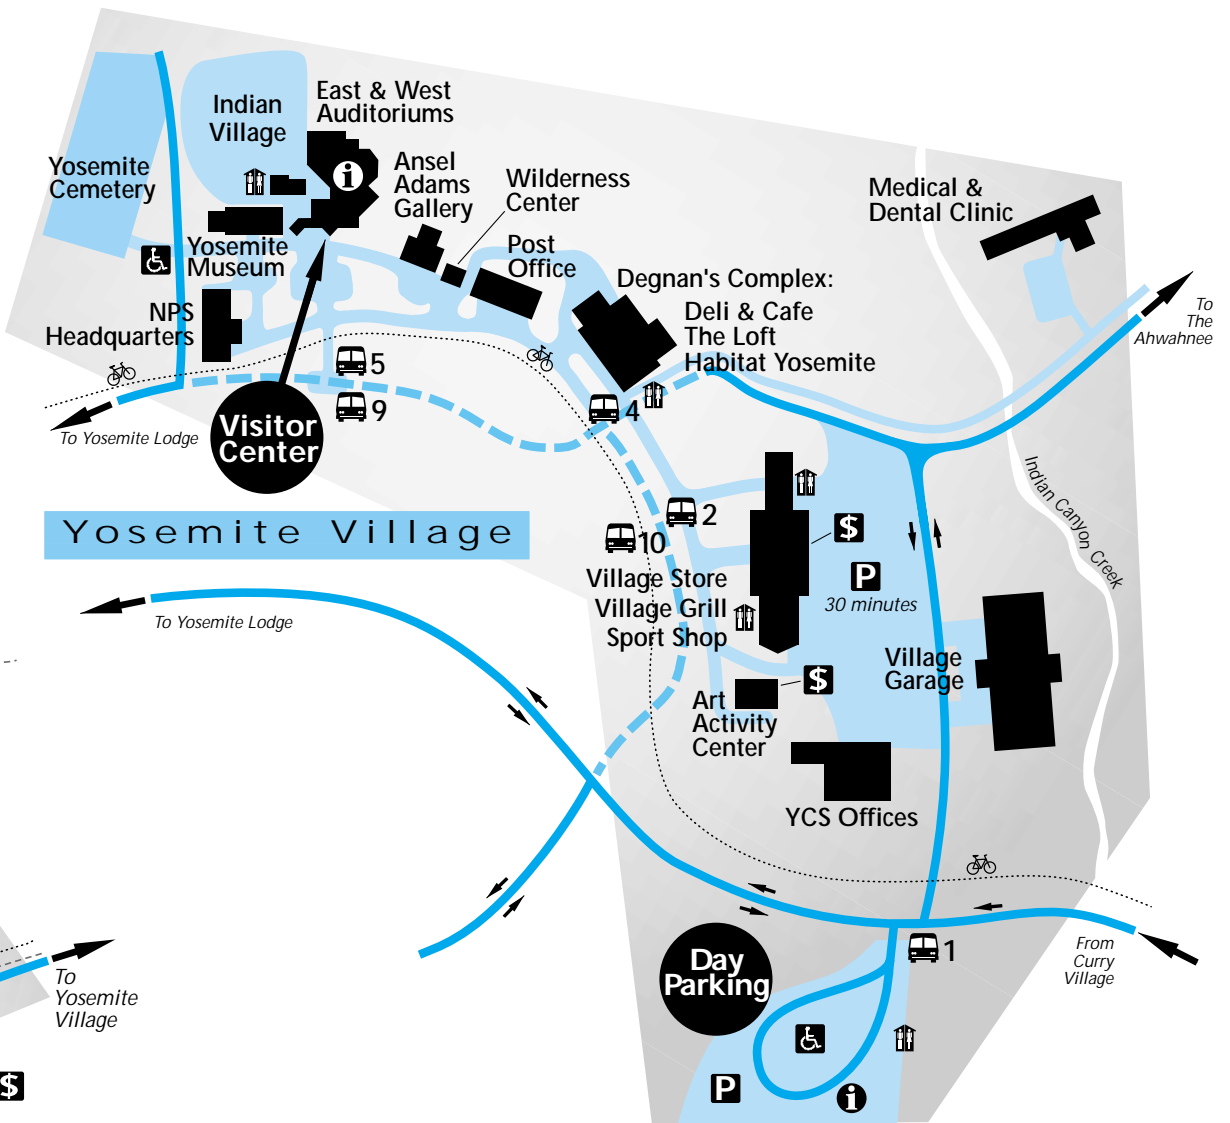 East & West
Auditoriums
Indian
Village
Yosemite
Cemetery
Ansel
Adams
Gallery
Wilderness
Center
Medical &
Dental Clinic
Yosemite
Museum
Post
Office
Degnan's Complex:
Deli & Cafe
The Loft
Habitat Yosemite
NPS
Headquarters
To
The
Ahwahnee
5
9
4
To Yosemite Lodge
Visitor
Center
Indian Canyon Creek
Yosemite Village
2
10
$
P
30 minutes
Village Store
Village Grill
Sport Shop
To Yosemite Lodge
Village
Garage
$
Art
Activity
Center
YCS Offices
1
From
Curry
Village
Day
Parking
To
Yosemite
Village
P
i
i
$